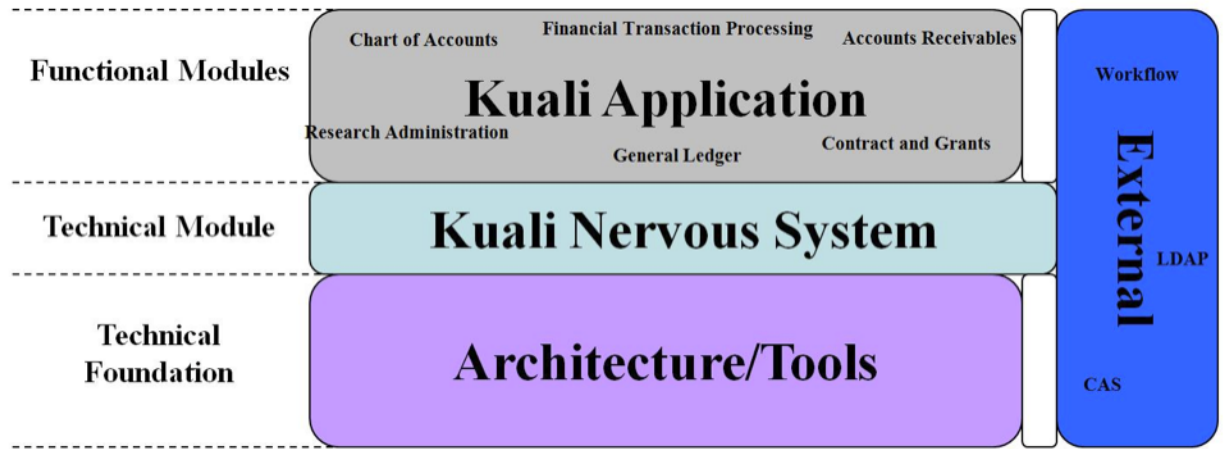 Functional Modules
Chart of Accounts
Financial Transaction Processing
Accounts Receivables
Kuali Application
Research Administration
General Ledger
Contract and Grants
Technical Module
Kuali Nervous System
Technical
Foundation
Architecture/Tools
Workflow
External
LDAP
CAS